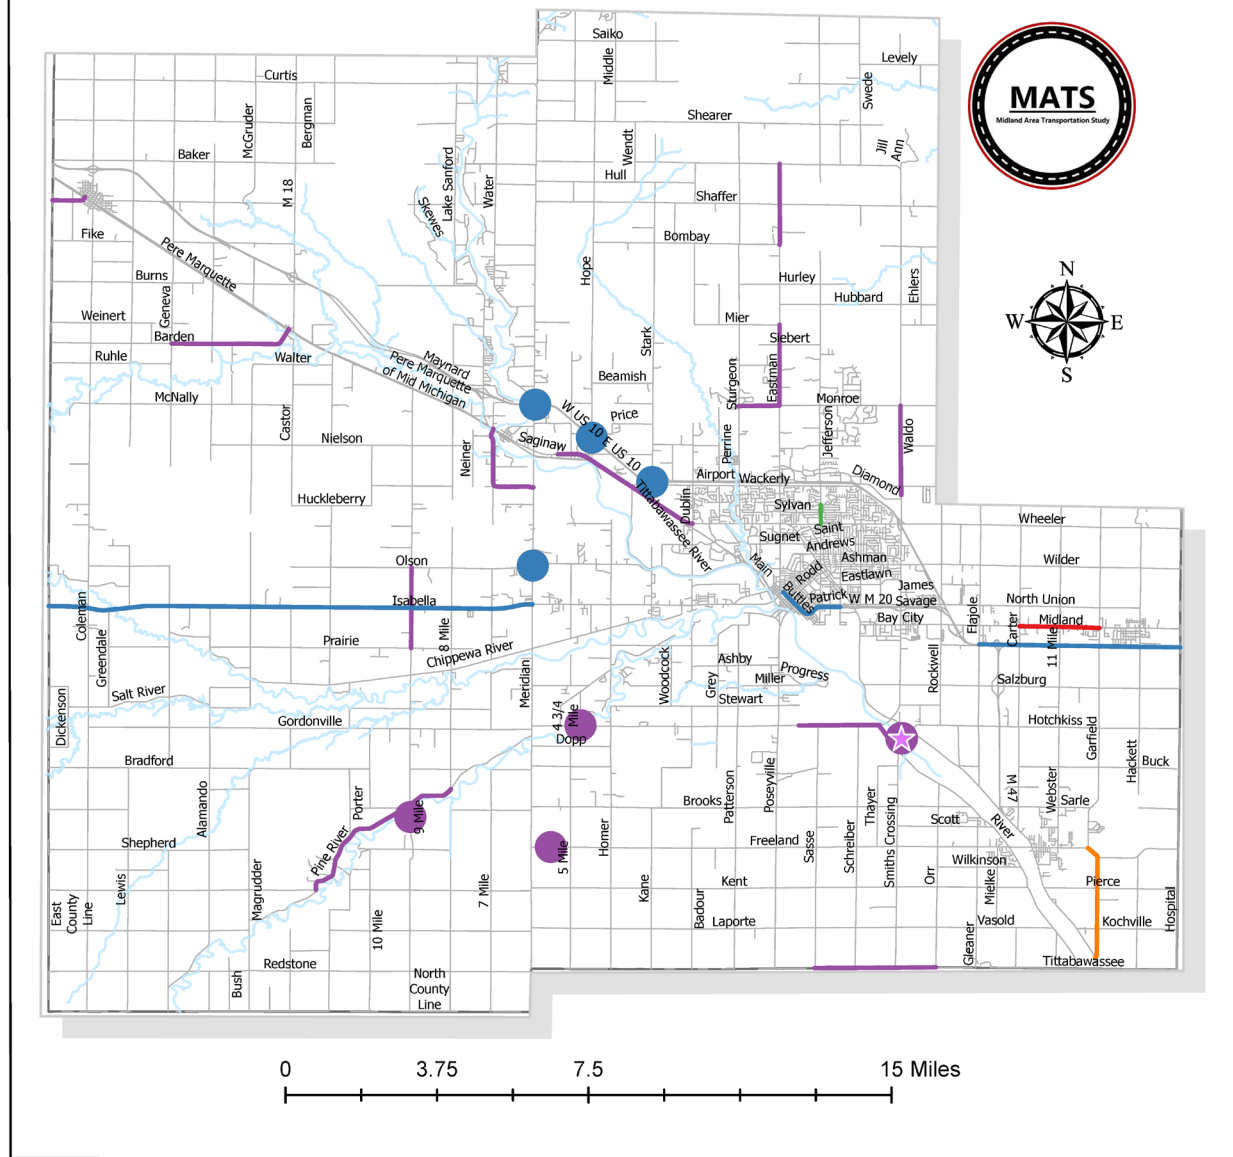 Saiko
Middle
Levely
Swede
MATS
Midland Area Transportation Study
Curtis
McGruder
Bergman
Shearer
Jill
Ann
Baker
Lake Sanford
Water
Wendt
Hull
M 18
Skewes
Shaffer
Fike
Pere Marquette
Bombay
N
W
E
S
Burns
Geneva
Hope
Hurley
Hubbard
Ehlers
Weinert
Barden
Mier
Siebert
Stark
Ruhle
Walter
Maynard
Pere Marquette
of Mid Michigan
Beamish
Sturgeon
Eastman
McNally
Monroe
Castor
Nielson
Neiner
Saginaw
W US 10
E US 10
Price
Perrine
Jefferson
Waldo
Huckleberry
Airport
Wackerly
Diamond
Tittabawassee River
Dublin
Sylvan
Saint
Andrews
Sugnet
Wheeler
Olson
Main
Rodd
Ashman
Eastlawn
James
Wilder
Isabella
Buttles
Patrick
W M 20
Savage
Bay City
Flajole
North Union
Coleman
Greendale
Prairie
8 Mile
Chippewa River
Carter
Midland
11 Mile
Salt River
Meridian
Woodcock
Ashby
Grey
Miller
Progress
Stewart
Rockwell
Salzburg
Dickenson
Gordonville
4 3/4
Mile
Dopp
Hotchkiss
Garfield
Hackett
Buck
Bradford
Alamando
Porter
9 Mile
Brooks
Patterson
Poseyville
Thayer
Smiths Crossing
M 47
Webster
Sarle
Shepherd
Pine River
5 Mile
Homer
Freeland
Sasse
Schreiber
Scott
River
Wilkinson
East
County
Line
Lewis
Magrudder
10 Mile
7 Mile
Kane
Kent
Badour
Laporte
Orr
Mielke
Gleaner
Vasold
Pierce
Kochville
Hospital
Tittabawassee
Redstone
Bush
North
County
Line
0
3.75
7.5
15 Miles